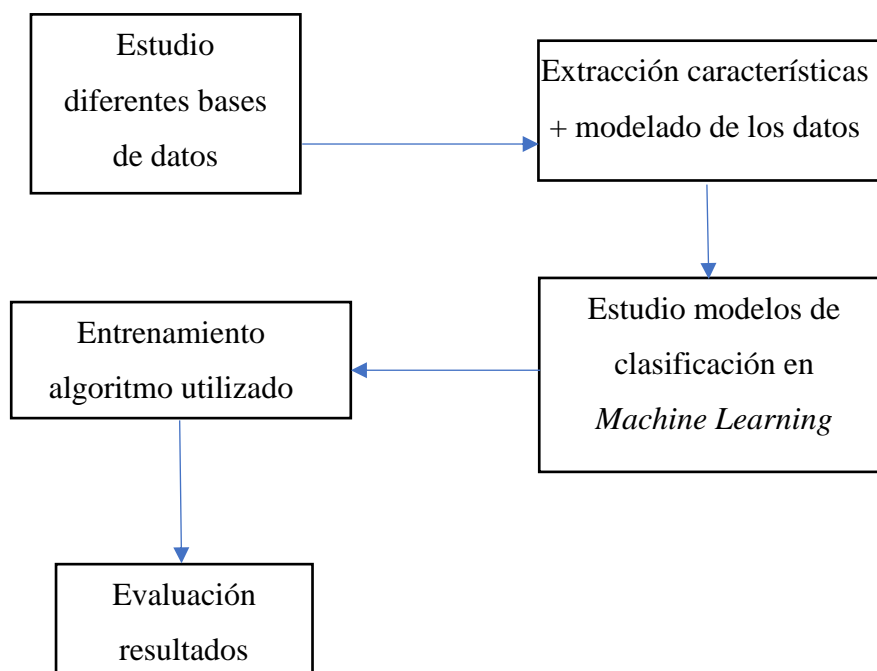 Estudio
diferentes bases
de datos
Extracción características
+ modelado de los datos
Estudio modelos de
clasificación en
Machine Learning
Entrenamiento
algoritmo utilizado
Evaluación
resultados